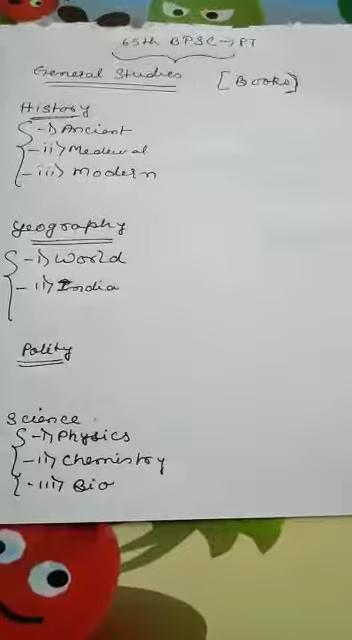 65th BPSC → PT
General Studies [Books]
History
-i> Ancient
-ii> Medieval
-iii> Modern
Geography
-i> World
-ii> India
Polity
Science
-i> Physics
-ii> Chemistry
-iii> Bio